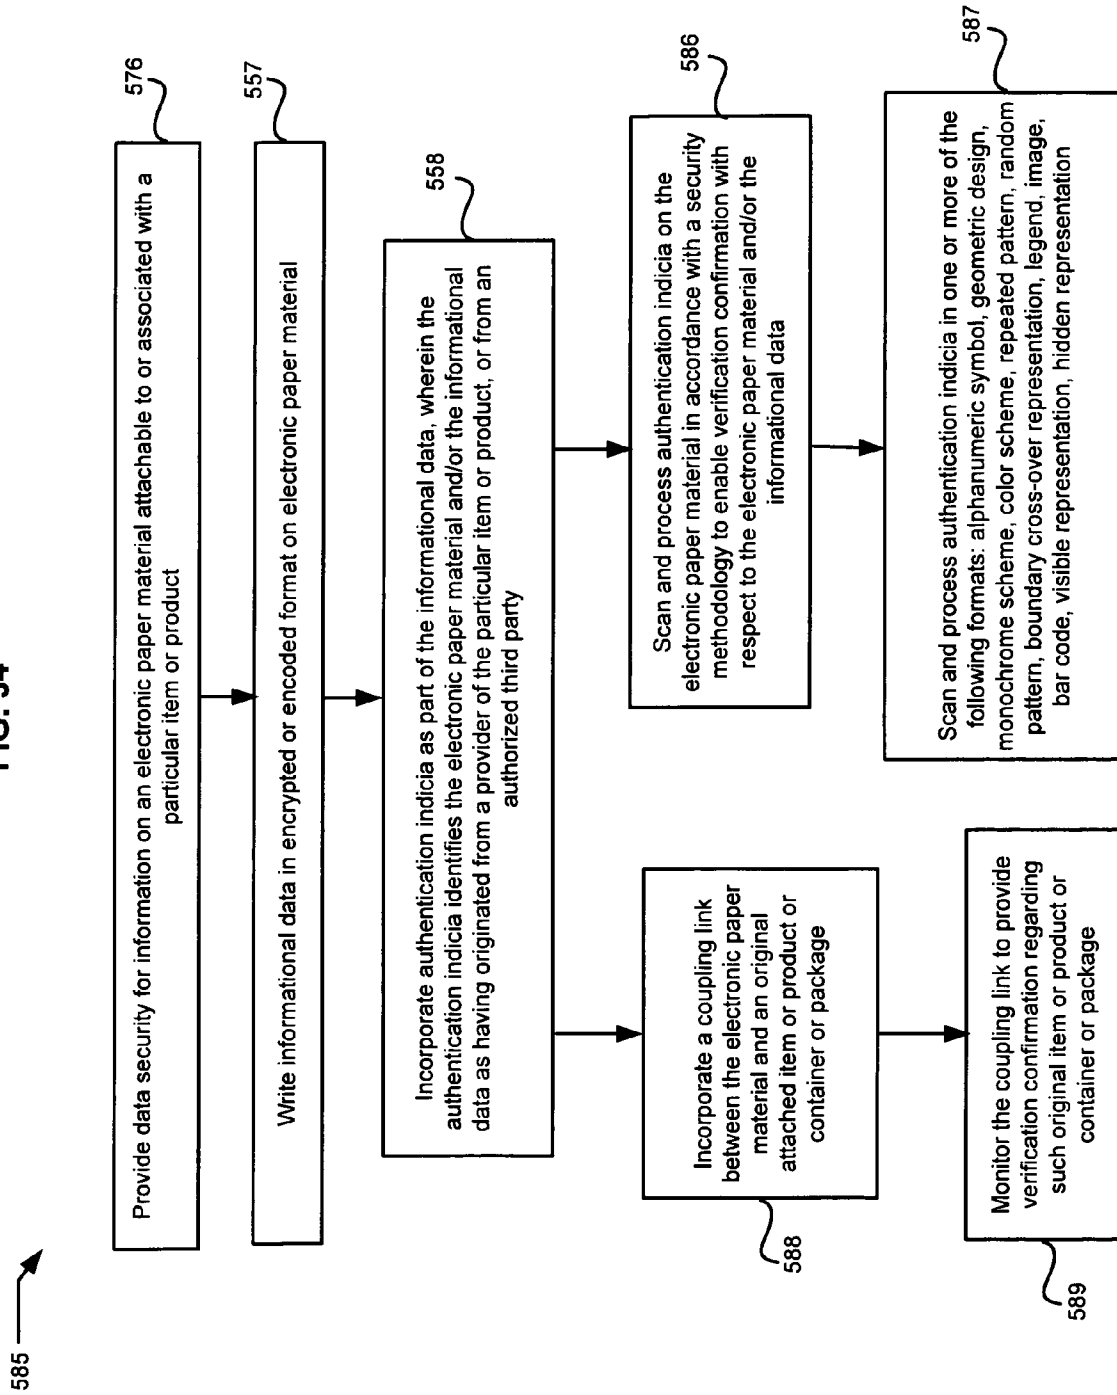 FIG.
585
576
Provide data security for information on an electronic paper material attachable to or associated with a
particular item or product
557
Write informational data in encrypted or encoded format on electronic paper material
558
Incorporate authentication indicia as part of the informational data, wherein the
authentication indicia identifies the electronic paper material and/or the informational
data as having originated from a provider of the particular item or product, or from an
authorized third party
588
Incorporate a coupling link
between the electronic paper
material and an original
attached item or product or
container or package
586
Scan and process authentication indicia on the
electronic paper material in accordance with a security
methodology to enable verification confirmation with
respect to the electronic paper material and/or the
informational data
589
Monitor the coupling link to provide
verification confirmation regarding
such original item or product or
container or package
587
Scan and process authentication indicia in one or more of the
following formats: alphanumeric symbol, geometric design,
monochrome scheme, color scheme, repeated pattern, random
pattern, boundary cross-over representation, legend, image,
bar code, visible representation, hidden representation